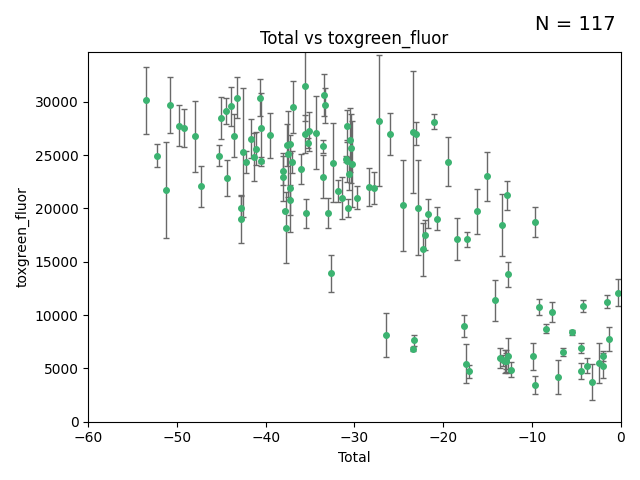 N = 117
Total vs toxgreen_fluor
toxgreen_fluor
30000
25000
20000
15000
10000
5000
0
−60 −50 −40 −30 −20 −10 0
Total